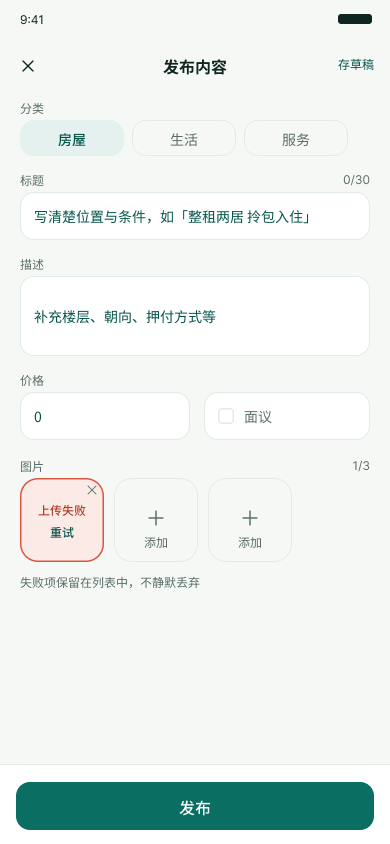 9:41
发布内容
存草稿
分类
房屋
生活
服务
标题
0/30
写清楚位置与条件，如「整租两居 拎包入住」
描述
补充楼层、朝向、押付方式等
价格
0
面议
图片
1/3
上传失败
重试
添加
添加
失败项保留在列表中，不静默丢弃
发布